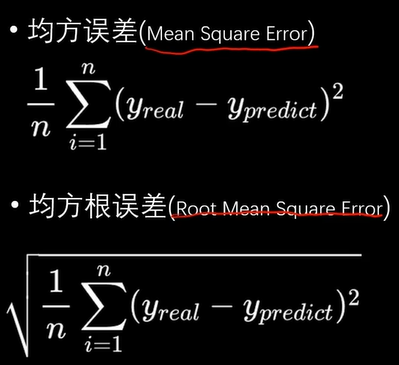 • 均方误差(Mean Square Error)
\frac{1}{n} \sum_{i=1}^{n} (y_{real} - y_{predict})^2
• 均方根误差(Root Mean Square Error)
\sqrt{\frac{1}{n} \sum_{i=1}^{n} (y_{real} - y_{predict})^2}